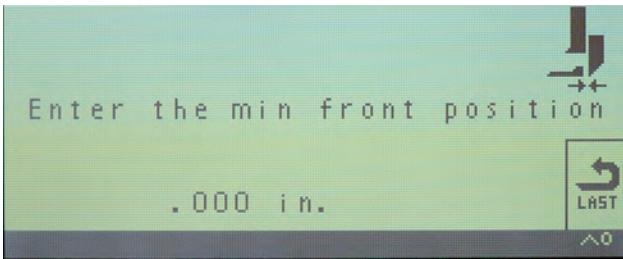 Enter the min front position
.000 in.
LAST
^0